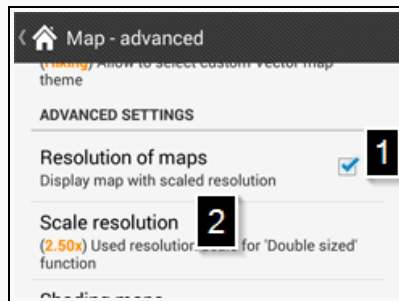 Map - advanced
(Hiking) Allow to select custom Vector map
theme
ADVANCED SETTINGS
Resolution of maps
1
Display map with scaled resolution
Scale resolution
2
(2.50x) Used for 'Double sized'
function